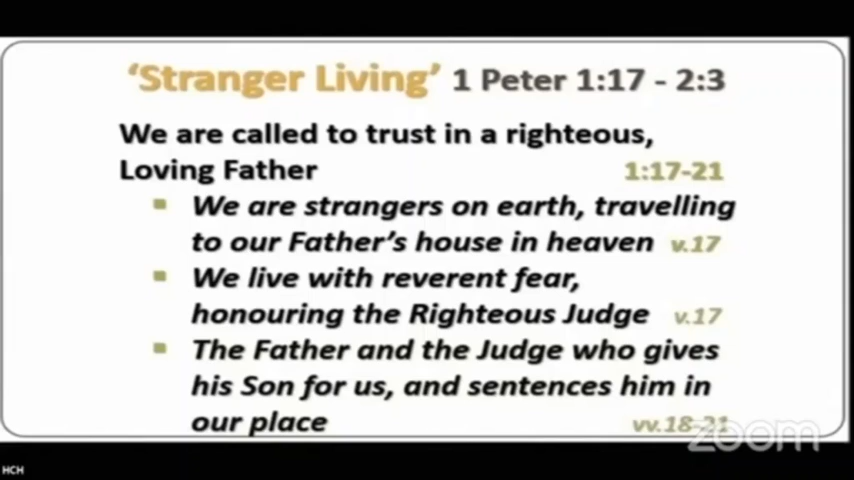 ‘Stranger Living’ 1 Peter 1:17 - 2:3
We are called to trust in a righteous,
Loving Father 1:17-21
▪ We are strangers on earth, travelling
to our Father’s house in heaven v.17
▪ We live with reverent fear,
honouring the Righteous Judge v.17
▪ The Father and the Judge who gives
his Son for us, and sentences him in
our place vv.18-21
zoom
HCH